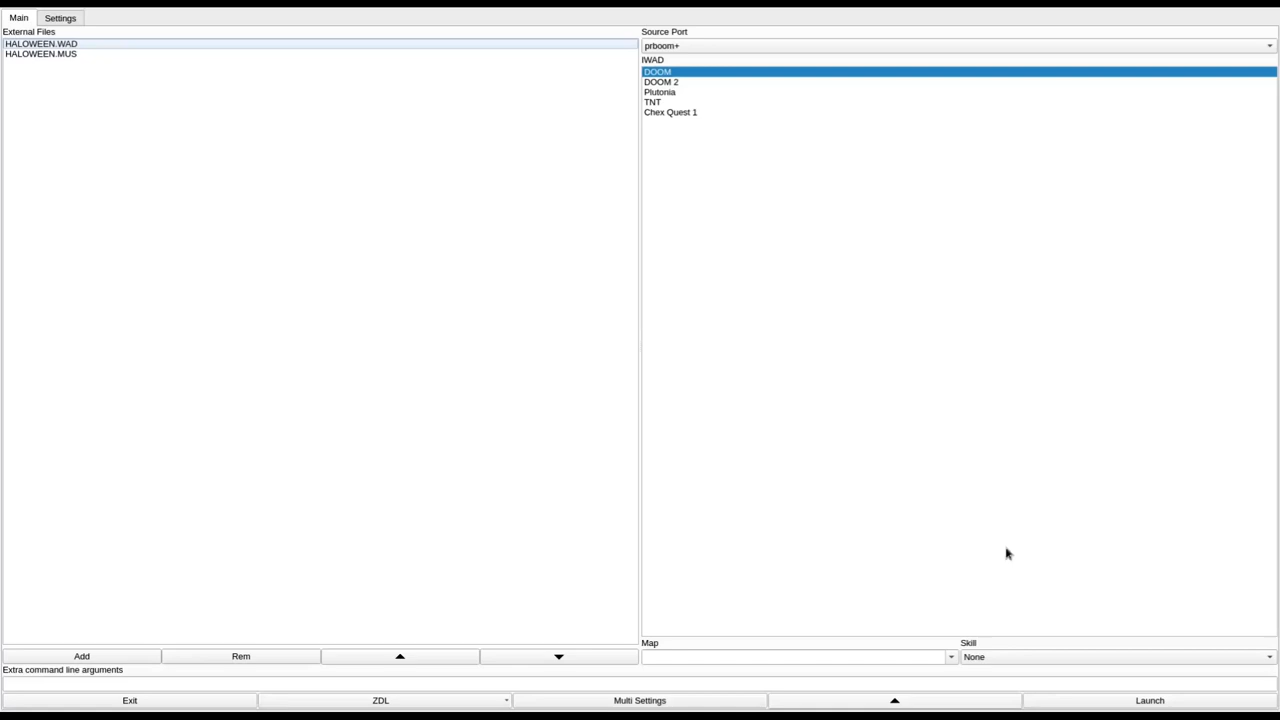 Main Settings
External Files
HALOWEEN.WAD
HALOWEEN.MUS
Source Port
prboom+
IWAD
DOOM
DOOM 2
Plutonia
TNT
Chex Quest 1
Map Skill
None
Add Rem
Extra command line arguments
Exit ZDL Multi Settings Launch